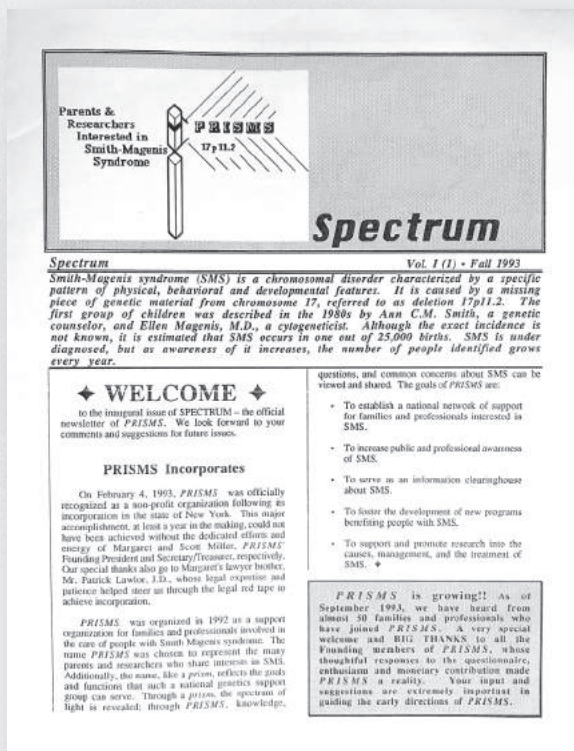 Parents &
Researchers
Interested in
Smith-Magenis
Syndrome
PRISMS
17p11.2
Spectrum
Spectrum Vol. I (1) • Fall 1993
Smith-Magenis syndrome (SMS) is a chromosomal disorder characterized by a specific
pattern of physical, behavioral and developmental features. It is caused by a missing
piece of genetic material from chromosome 17, referred to as deletion 17p11.2. The
first group of children was described in the 1980s by Ann C.M. Smith, a genetic
counselor, and Ellen Magenis, M.D., a cytogeneticist. Although the exact incidence is
not known, it is estimated that SMS occurs in one out of 25,000 births. SMS is under
diagnosed, but as awareness of it increases, the number of people identified grows
every year.
✦ WELCOME ✦
to the inaugural issue of SPECTRUM – the official
newsletter of PRISMS. We look forward to your
comments and suggestions for future issues.
PRISMS Incorporates
On February 4, 1993, PRISMS was officially
recognized as a non-profit organization following its
incorporation in the state of New York. This major
accomplishment, at least a year in the making, could not
have been achieved without the dedicated efforts and
energy of Margaret and Scott Miller, PRISMS'
Founding President and Secretary/Treasurer, respectively.
Our special thanks also go to Margaret's lawyer brother,
Mr. Patrick Lawlor, J.D., whose legal expertise and
patience helped steer us through the legal red tape to
achieve incorporation.
PRISMS was organized in 1992 as a support
organization for families and professionals involved in
the care of people with Smith Magenis syndrome. The
name PRISMS was chosen to represent the many
parents and researchers who share interests in SMS.
Additionally, the name, like a prism, reflects the goals
and functions that such a national genetics support
group can serve. Through a prism, the spectrum of
light is revealed; through PRISMS, knowledge,
questions, and common concerns about SMS can be
viewed and shared. The goals of PRISMS are:
• To establish a national network of support
for families and professionals interested in
SMS.
• To increase public and professional awareness
of SMS.
• To serve as an information clearinghouse
about SMS.
• To foster the development of new programs
benefiting people with SMS.
• To support and promote research into the
causes, management, and the treatment of
SMS. ✦
PRISMS is growing!! As of
September 1993, we have heard from
almost 50 families and professionals who
have joined PRISMS. A very special
welcome and BIG THANKS to all the
Founding members of PRISMS, whose
thoughtful responses to the questionnaire,
enthusiasm and monetary contribution made
PRISMS a reality. Your input and
suggestions are extremely important in
guiding the early directions of PRISMS.